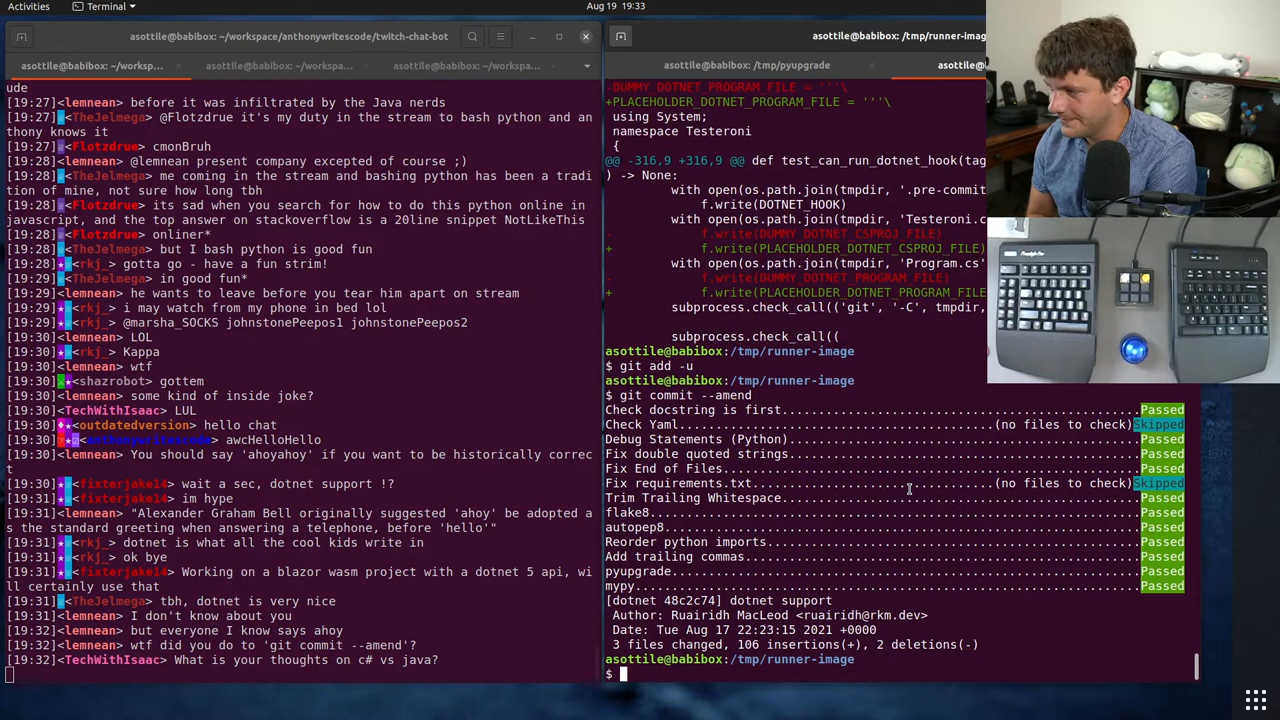 Activities
Terminal
Aug 19 19:33
asottile@babibox: ~/workspace/anthonywritescode/twitch-chat-bot
asottile@babibox: /tmp/runner-imag
asottile@babibox: ~/worksp...
asottile@babibox: ~/workspa...
asottile@babibox: ~/workspa...
asottile@babibox: /tmp/pyupgrade
asottile@
ude
[19:27]<lemnean> before it was infiltrated by the Java nerds
[19:27]<TheJelmega> @Flotzdrue it's my duty in the stream to bash python and an
thony knows it
[19:27]<Flotzdrue> cmonBruh
[19:28]<lemnean> @lemnean present company excepted of course ;)
[19:28]<TheJelmega> me coming in the stream and bashing python has been a tradi
tion of mine, not sure how long tbh
[19:28]<Flotzdrue> its sad when you search for how to do this python online in
javascript, and the top answer on stackoverflow is a 20line snippet NotLikeThis
[19:28]<Flotzdrue> onliner*
[19:28]<TheJelmega> but I bash python is good fun
[19:28]<rkj_> gotta go - have a fun strim!
[19:28]<TheJelmega> in good fun*
[19:29]<lemnean> he wants to leave before you tear him apart on stream
[19:29]<rkj_> i may watch from my phone in bed lol
[19:29]<rkj_> @marsha_SOCKS johnstonePeepos1 johnstonePeepos2
[19:30]<lemnean> LOL
[19:30]<rkj_> Kappa
[19:30]<lemnean> wtf
[19:30]<shazrobot> gottem
[19:30]<lemnean> some kind of inside joke?
[19:30]<TechWithIsaac> LUL
[19:30]<outdatedversion> hello chat
[19:30]<anthonywritescode> awcHelloHello
[19:30]<lemnean> You should say 'ahoyahoy' if you want to be historically correc
t
[19:30]<fixterjake14> wait a sec, dotnet support !?
[19:31]<fixterjake14> im hype
[19:31]<lemnean> "Alexander Graham Bell originally suggested 'ahoy' be adopted a
s the standard greeting when answering a telephone, before 'hello'"
[19:31]<rkj_> dotnet is what all the cool kids write in
[19:31]<rkj_> ok bye
[19:31]<fixterjake14> Working on a blazor wasm project with a dotnet 5 api, wi
ll certainly use that
[19:31]<TheJelmega> tbh, dotnet is very nice
[19:31]<lemnean> I don't know about you
[19:32]<lemnean> but everyone I know says ahoy
[19:32]<lemnean> wtf did you do to 'git commit --amend'?
[19:32]<TechWithIsaac> What is your thoughts on c# vs java?
-DUMMY_DOTNET_PROGRAM_FILE = '''\
+PLACEHOLDER_DOTNET_PROGRAM_FILE = '''\
using System;
namespace Testeroni
{
@@ -316,9 +316,9 @@ def test_can_run_dotnet_hook(tag
) -> None:
with open(os.path.join(tmpdir, '.pre-commit
f.write(DOTNET_HOOK)
with open(os.path.join(tmpdir, 'Testeroni.c
- f.write(DUMMY_DOTNET_CSPROJ_FILE)
+ f.write(PLACEHOLDER_DOTNET_CSPROJ_FILE)
with open(os.path.join(tmpdir, 'Program.cs'
- f.write(DUMMY_DOTNET_PROGRAM_FILE)
+ f.write(PLACEHOLDER_DOTNET_PROGRAM_FILE
subprocess.check_call(('git', '-C', tmpdir,
subprocess.check_call((
asottile@babibox:/tmp/runner-image
$ git add -u
asottile@babibox:/tmp/runner-image
$ git commit --amend
Check docstring is first.................................................Passed
Check Yaml...........................................(no files to check)Skipped
Debug Statements (Python)................................................Passed
Fix double quoted strings................................................Passed
Fix End of Files.........................................................Passed
Fix requirements.txt.................................(no files to check)Skipped
Trim Trailing Whitespace.................................................Passed
flake8...................................................................Passed
autopep8.................................................................Passed
Reorder python imports...................................................Passed
Add trailing commas......................................................Passed
pyupgrade................................................................Passed
mypy.....................................................................Passed
[dotnet 48c2c74] dotnet support
Author: Ruairidh MacLeod <ruairidh@rkm.dev>
Date: Tue Aug 17 22:23:15 2021 +0000
3 files changed, 106 insertions(+), 2 deletions(-)
asottile@babibox:/tmp/runner-image
$